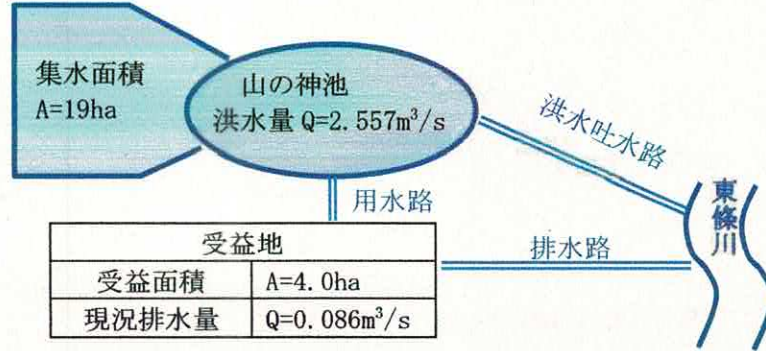 集水面積
A=19ha
山の神池
洪水量 Q=2.557m³/s
洪水吐水路
東條川
用水路
排水路
受益地
受益面積 A=4.0ha
現況排水量 Q=0.086m³/s